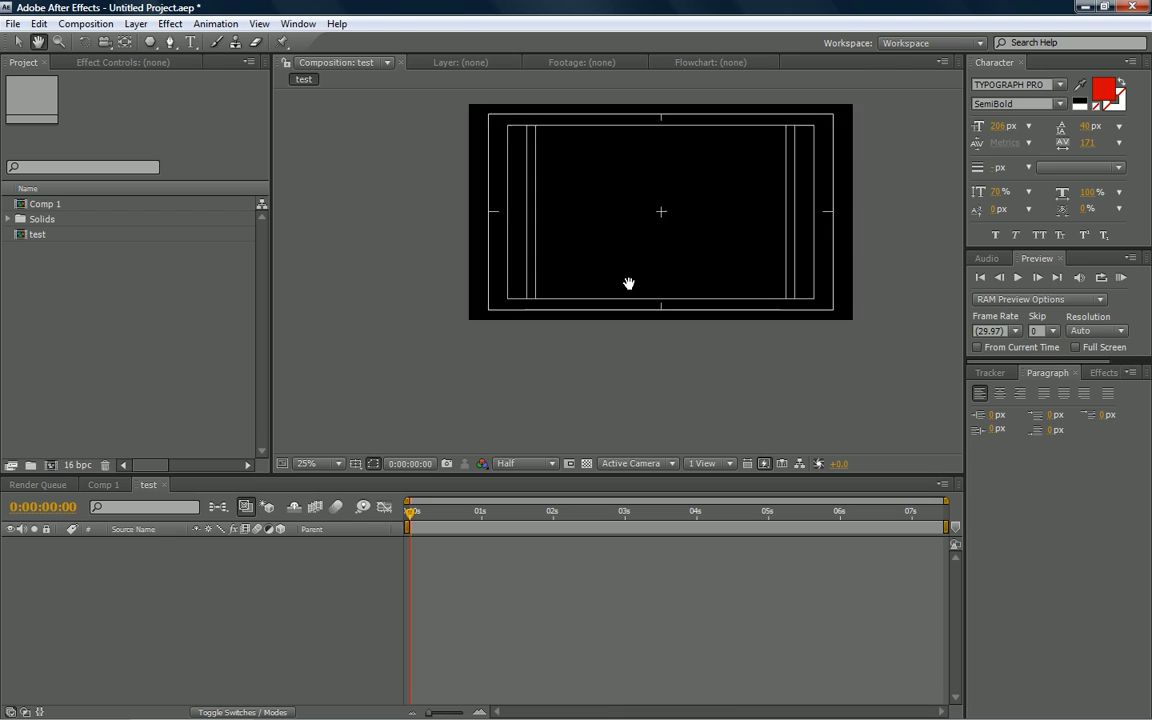 Adobe After Effects - Untitled Project.aep *
File Edit Composition Layer Effect Animation View Window Help
Workspace: Workspace Search Help
Project Effect Controls: (none)
Composition: test Layer: (none) Footage: (none) Flowchart: (none)
test
Name
Comp 1
Solids
test
16 bpc
25% 0:00:00:00 Half Active Camera 1 View +0.0
Character
TYPOGRAPH PRO
SemiBold
206 px 40 px
Metrics 171
- px
70 % 100 %
0 px 0 %
T T TT Tr T¹ T₁
Audio Preview
RAM Preview Options
Frame Rate Skip Resolution
(29.97) 0 Auto
From Current Time Full Screen
Tracker Paragraph Effects
0 px 0 px 0 px
0 px 0 px
Render Queue Comp 1 test
0:00:00:00
# Source Name Parent
01s 02s 03s 04s 05s 06s 07s
Toggle Switches / Modes